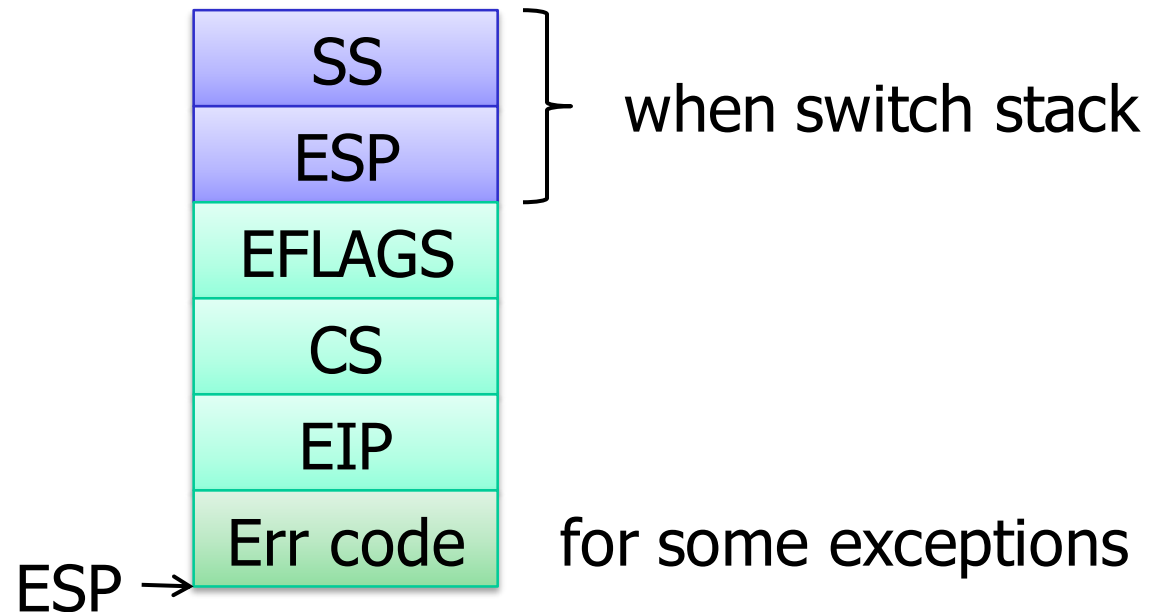 SS
when switch stack
ESP
EFLAGS
CS
EIP
Err code
for some exceptions
ESP